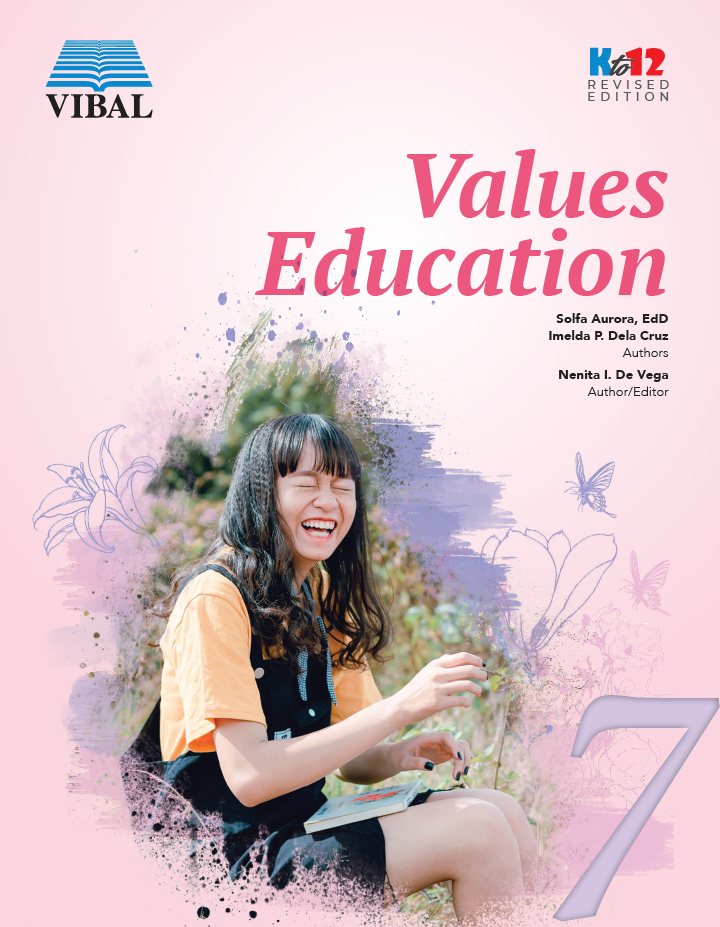 VIBAL
K to 12
REVISED
EDITION
Values
Education
Solfa Aurora, EdD
Imelda P. Dela Cruz
Authors
Nenita I. De Vega
Author/Editor
7